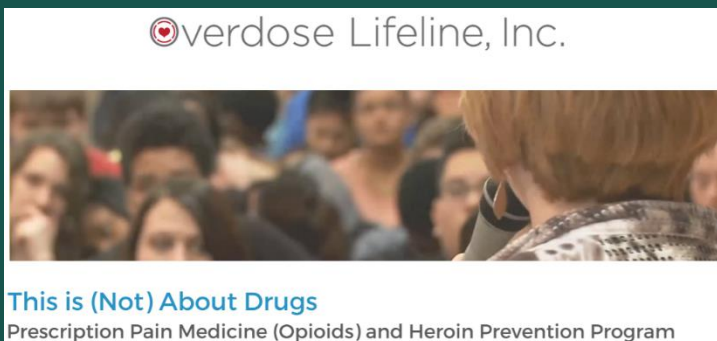 Overdose Lifeline, Inc.
This is (Not) About Drugs
Prescription Pain Medicine (Opioids) and Heroin Prevention Program